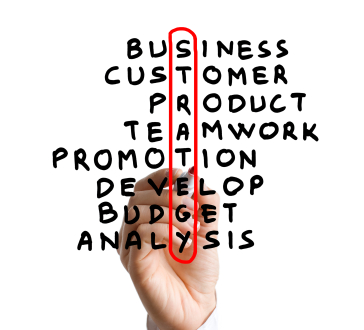 BUSINESS
CUSTOMER
PRODUCT
TEAMWORK
PROMOTION
DEVELOP
BUDGET
ANALYSIS